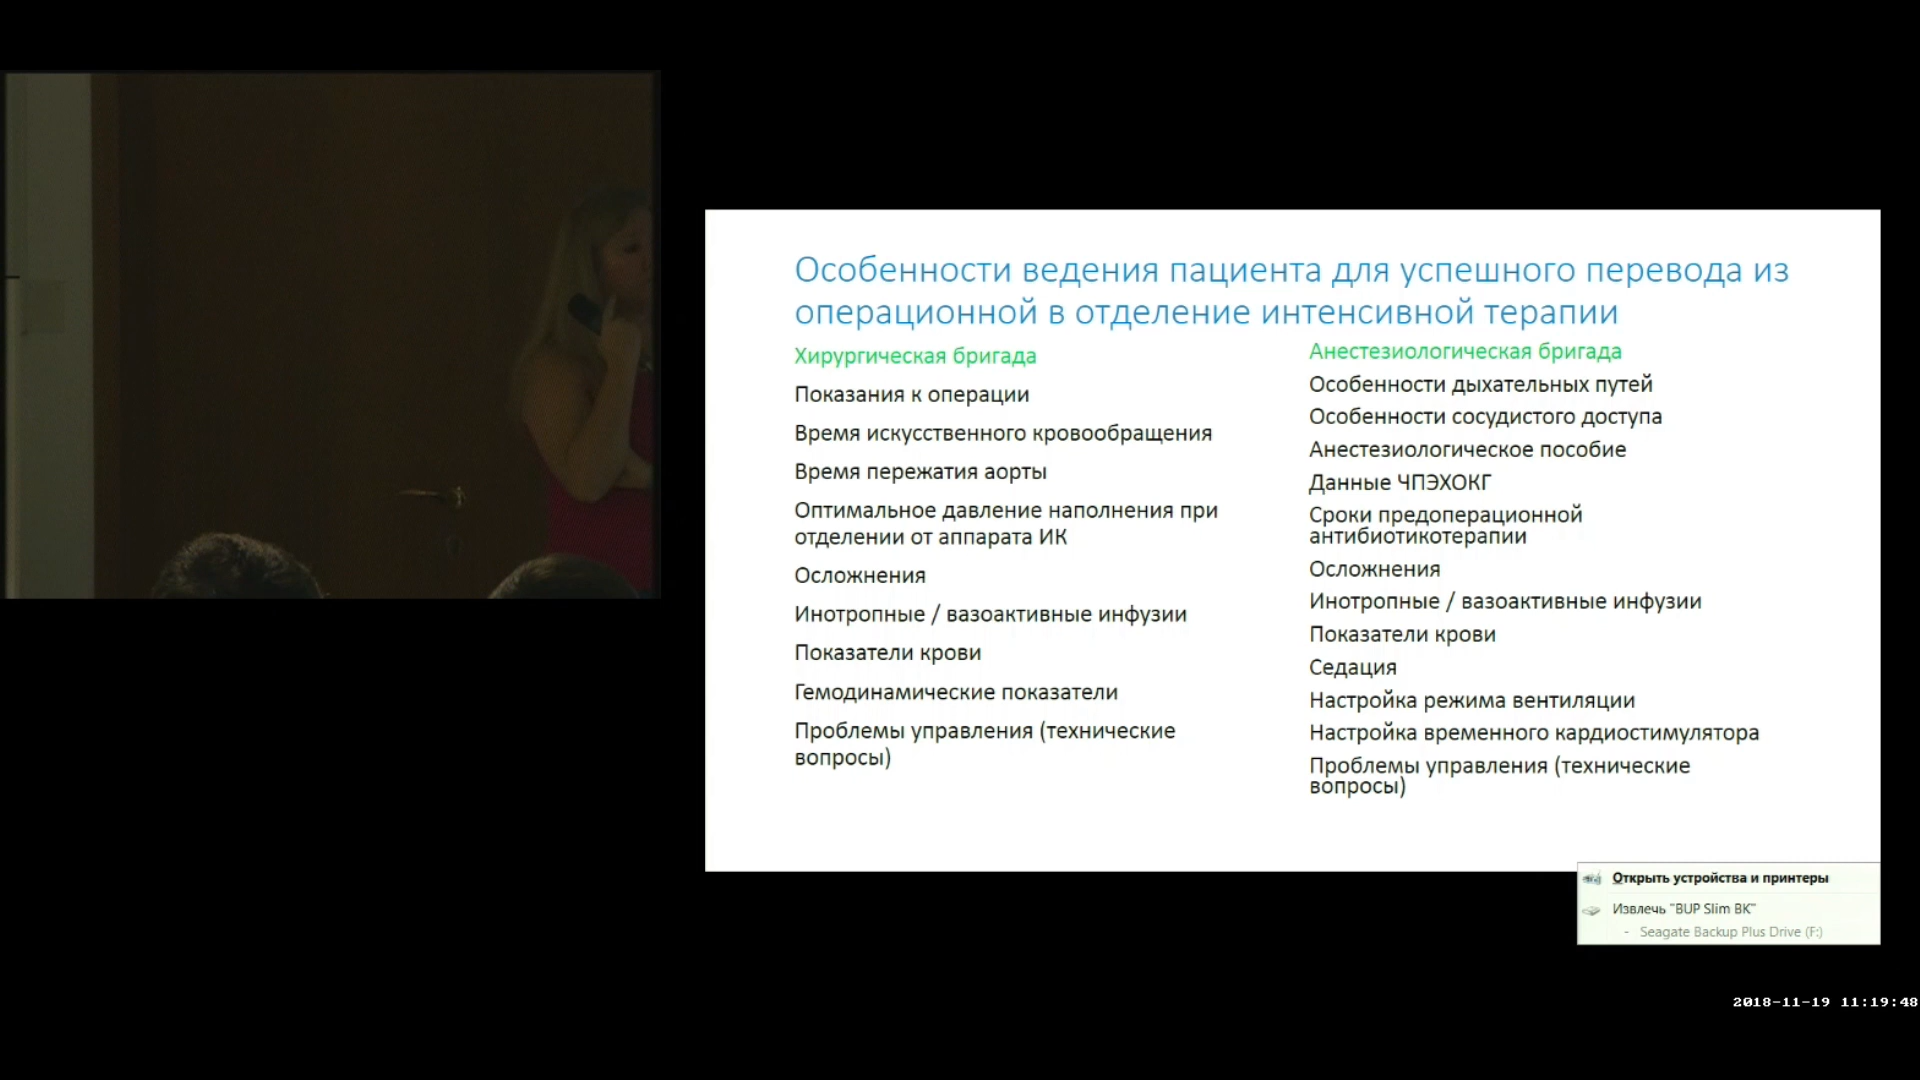 Особенности ведения пациента для успешного перевода из
операционной в отделение интенсивной терапии
Хирургическая бригада
Показания к операции
Время искусственного кровообращения
Время пережатия аорты
Оптимальное давление наполнения при
отделении от аппарата ИК
Осложнения
Инотропные / вазоактивные инфузии
Показатели крови
Гемодинамические показатели
Проблемы управления (технические
вопросы)
Анестезиологическая бригада
Особенности дыхательных путей
Особенности сосудистого доступа
Анестезиологическое пособие
Данные ЧПЭХОКГ
Сроки предоперационной
антибиотикотерапии
Осложнения
Инотропные / вазоактивные инфузии
Показатели крови
Седация
Настройка режима вентиляции
Настройка временного кардиостимулятора
Проблемы управления (технические
вопросы)
Открыть устройства и принтеры
Извлечь "BUP Slim BK"
- Seagate Backup Plus Drive (F:)
2018-11-19 11:19:48